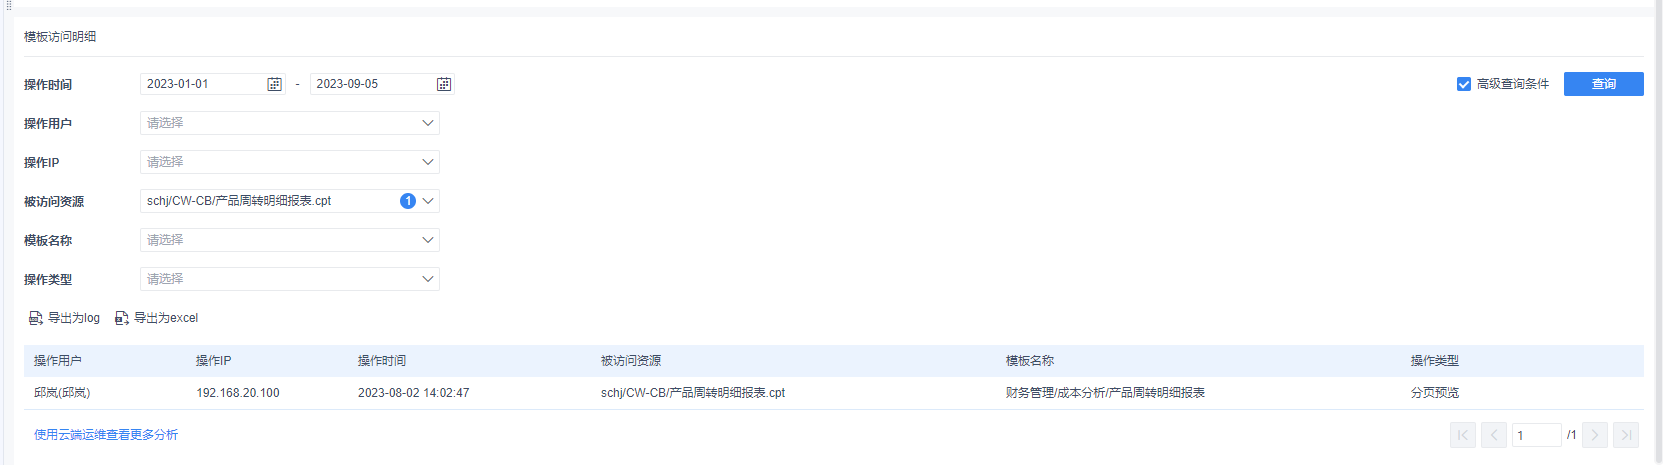 模板访问明细
操作时间 2023-01-01 - 2023-09-05 高级查询条件 查询
操作用户 请选择
操作IP 请选择
被访问资源 schj/CW-CB/产品周转明细报表.cpt 1
模板名称 请选择
操作类型 请选择
导出为log 导出为excel
操作用户 操作IP 操作时间 被访问资源 模板名称 操作类型
邱岚(邱岚) 192.168.20.100 2023-08-02 14:02:47 schj/CW-CB/产品周转明细报表.cpt 财务管理/成本分析/产品周转明细报表 分页预览
使用云端运维查看更多分析 1 /1